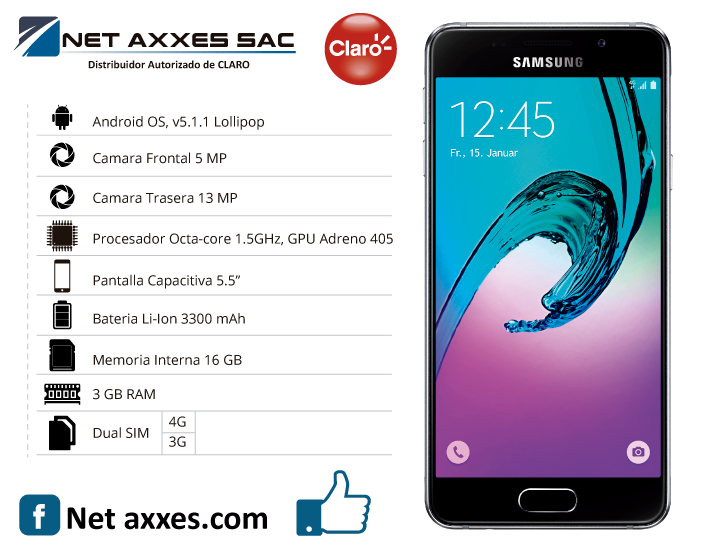 NET AXXES SAC
Distribuidor Autorizado de CLARO
Claro
Android OS, v5.1.1 Lollipop
Camara Frontal 5 MP
Camara Trasera 13 MP
Procesador Octa-core 1.5GHz, GPU Adreno 405
Pantalla Capacitiva 5.5”
Bateria Li-Ion 3300 mAh
Memoria Interna 16 GB
3 GB RAM
Dual SIM
4G
3G
f Net axxes.com
SAMSUNG
12:45
Fr., 15. Januar